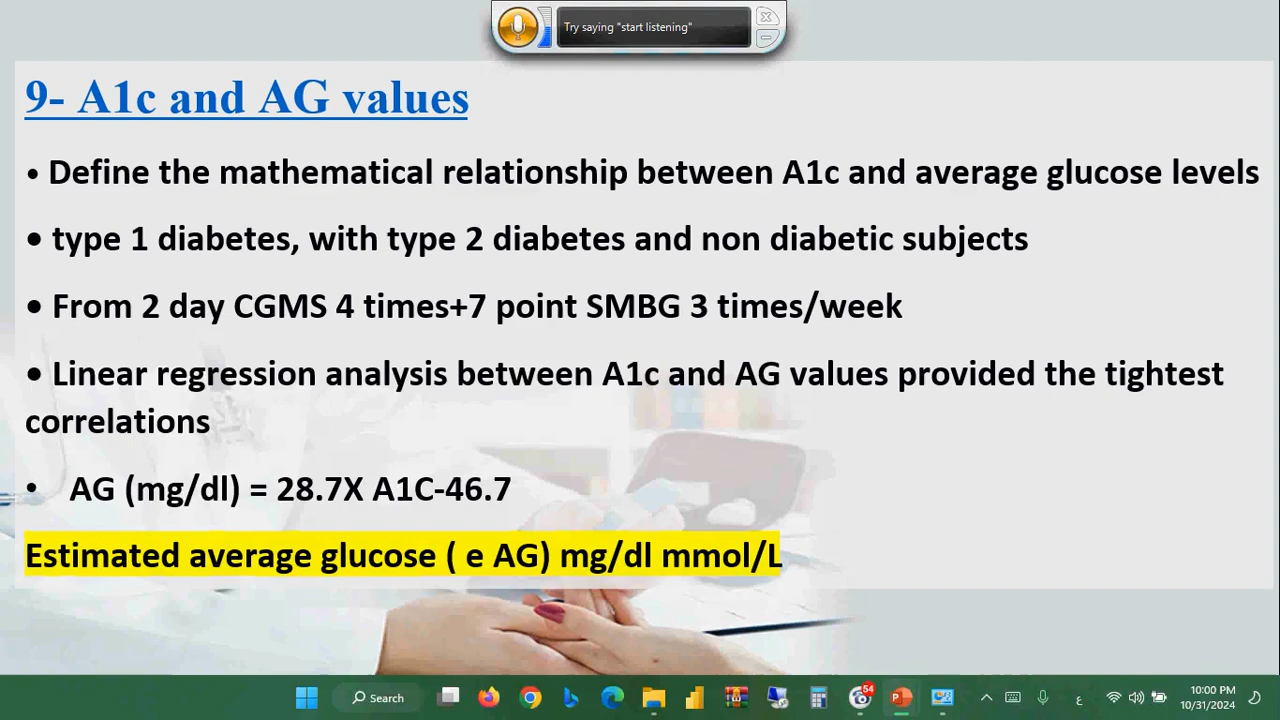 Try saying "start listening"
9- A1c and AG values
• Define the mathematical relationship between A1c and average glucose levels
• type 1 diabetes, with type 2 diabetes and non diabetic subjects
• From 2 day CGMS 4 times+7 point SMBG 3 times/week
• Linear regression analysis between A1c and AG values provided the tightest
correlations
• AG (mg/dl) = 28.7X A1C-46.7
Estimated average glucose ( e AG) mg/dl mmol/L
Search
54
ع
10:00 PM
10/31/2024